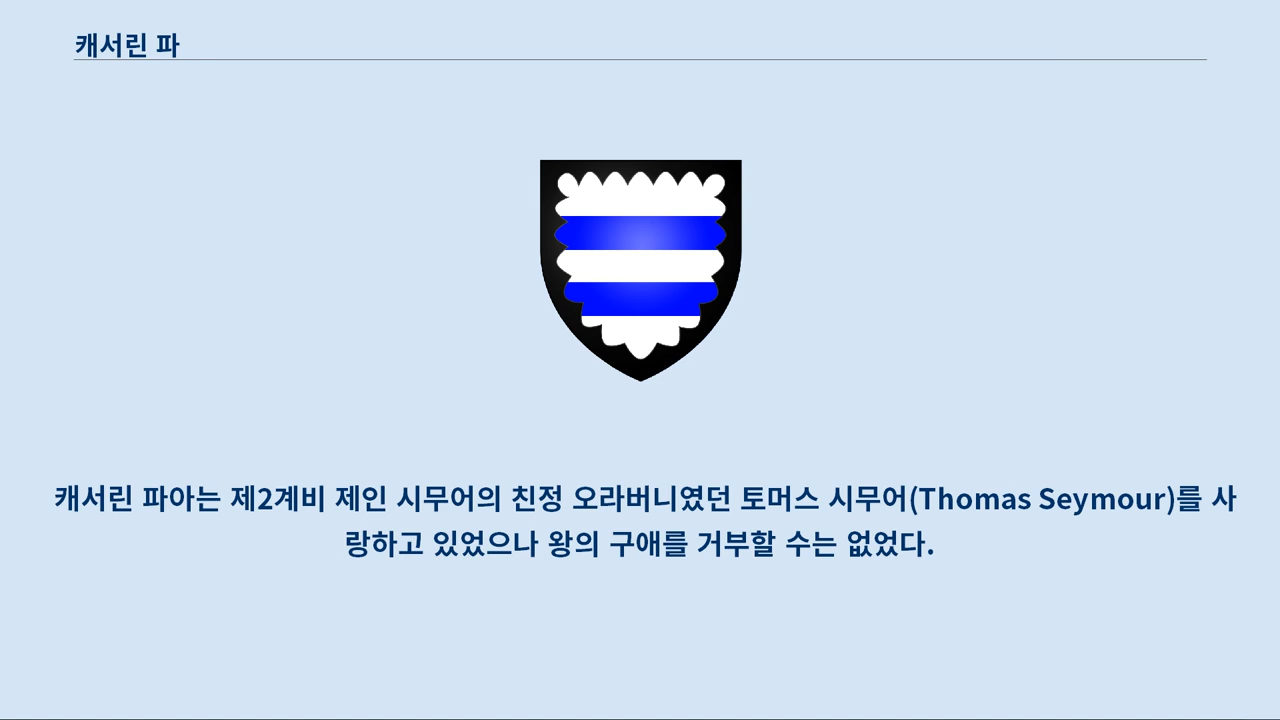 캐서린 파
캐서린 파아는 제2계비 제인 시무어의 친정 오라버니였던 토머스 시무어(Thomas Seymour)를 사
랑하고 있었으나 왕의 구애를 거부할 수는 없었다.